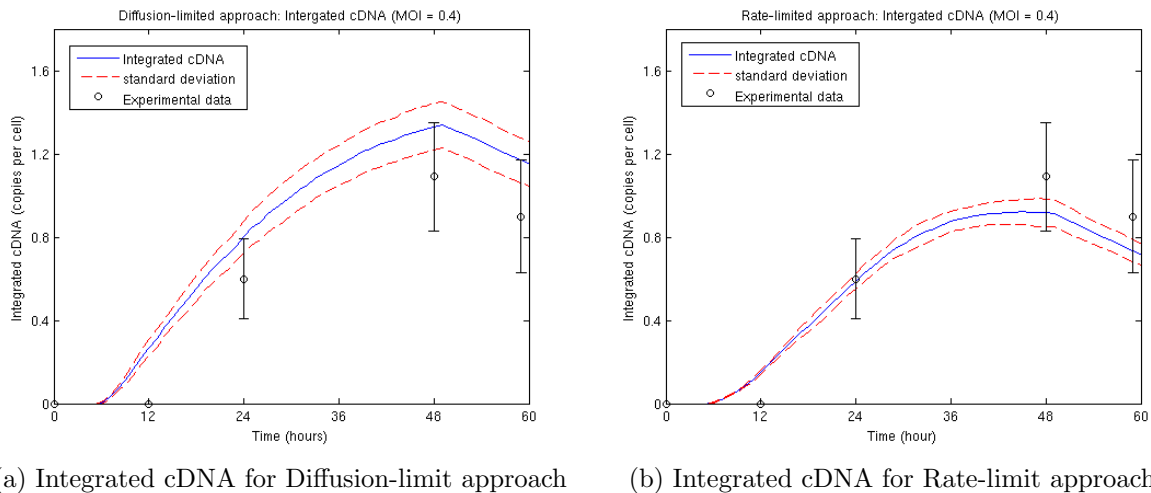 Diffusion-limited approach: Intergated cDNA (MOI = 0.4)
Integrated cDNA
standard deviation
Experimental data
Integrated cDNA (copies per cell)
1.6
1.2
0.8
0.4
0
0 12 24 36 48 60
Time (hours)
(a) Integrated cDNA for Diffusion-limit approach
Rate-limited approach: Intergated cDNA (MOI = 0.4)
Integrated cDNA
standard deviation
Experimental data
Integrated cDNA (copies per cell)
1.6
1.2
0.8
0.4
0
0 12 24 36 48 60
Time (hour)
(b) Integrated cDNA for Rate-limit approach